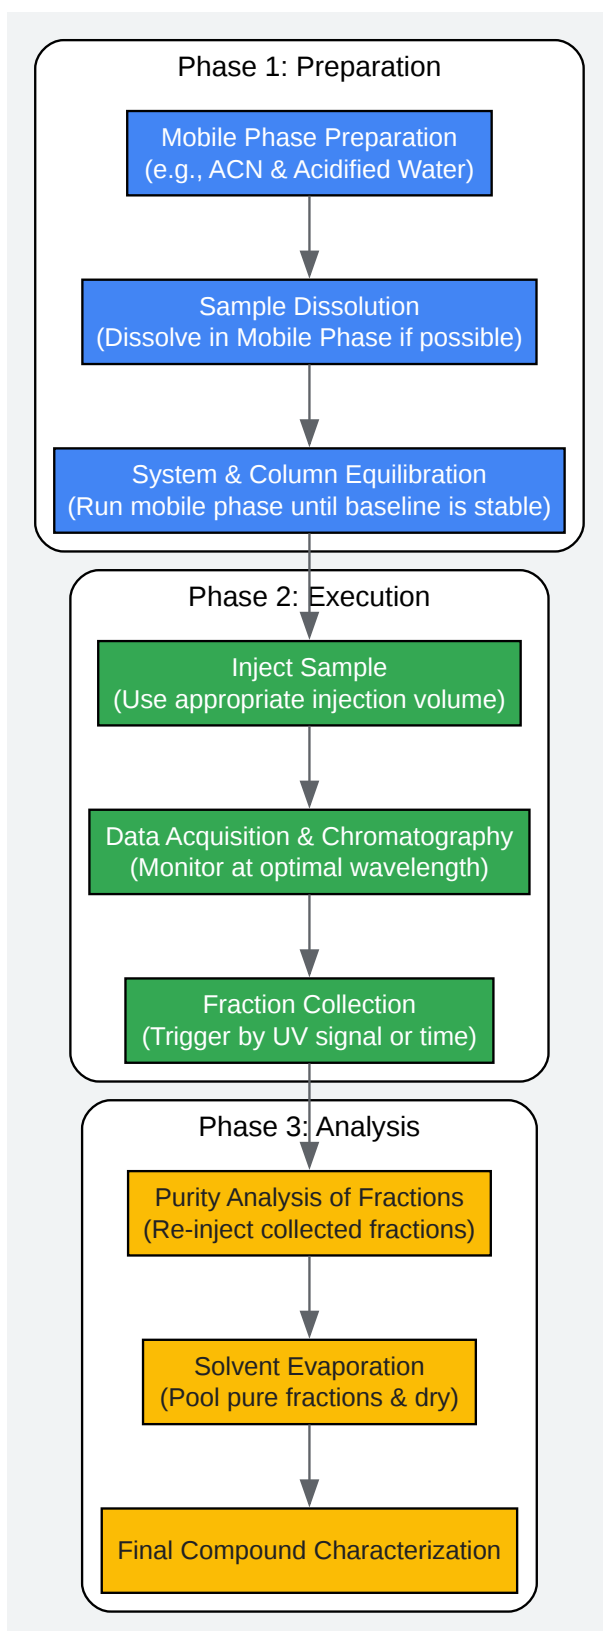 Phase 1: Preparation
Mobile Phase Preparation
(e.g., ACN & Acidified Water)
Sample Dissolution
(Dissolve in Mobile Phase if possible)
System & Column Equilibration
(Run mobile phase until baseline is stable)
Phase 2: Execution
Inject Sample
(Use appropriate injection volume)
Data Acquisition & Chromatography
(Monitor at optimal wavelength)
Fraction Collection
(Trigger by UV signal or time)
Phase 3: Analysis
Purity Analysis of Fractions
(Re-inject collected fractions)
Solvent Evaporation
(Pool pure fractions & dry)
Final Compound Characterization